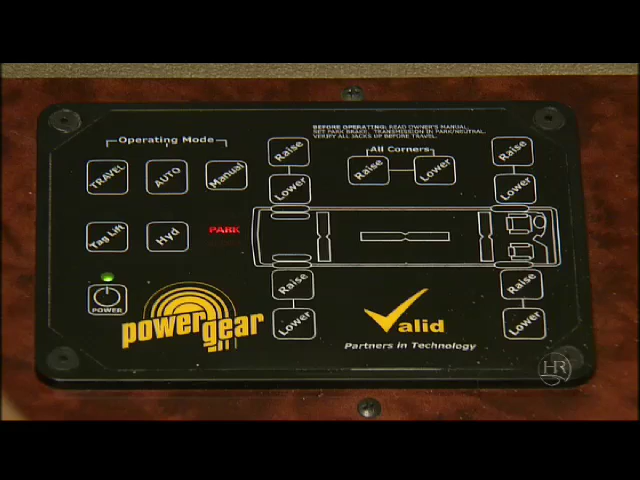 BEFORE OPERATING: READ OWNER'S MANUAL,
SET PARK BRAKE, TRANSMISSION IN PARK/NEUTRAL,
VERIFY ALL JACKS UP BEFORE TRAVEL.
Operating Mode
All Corners
Raise
Raise
TRAVEL
AUTO
Manual
Raise
Lower
Lower
Lower
Tag Lift
Hyd
PARK
POWER
Raise
Raise
power gear
Lower
Valid
Lower
Partners in Technology
HR